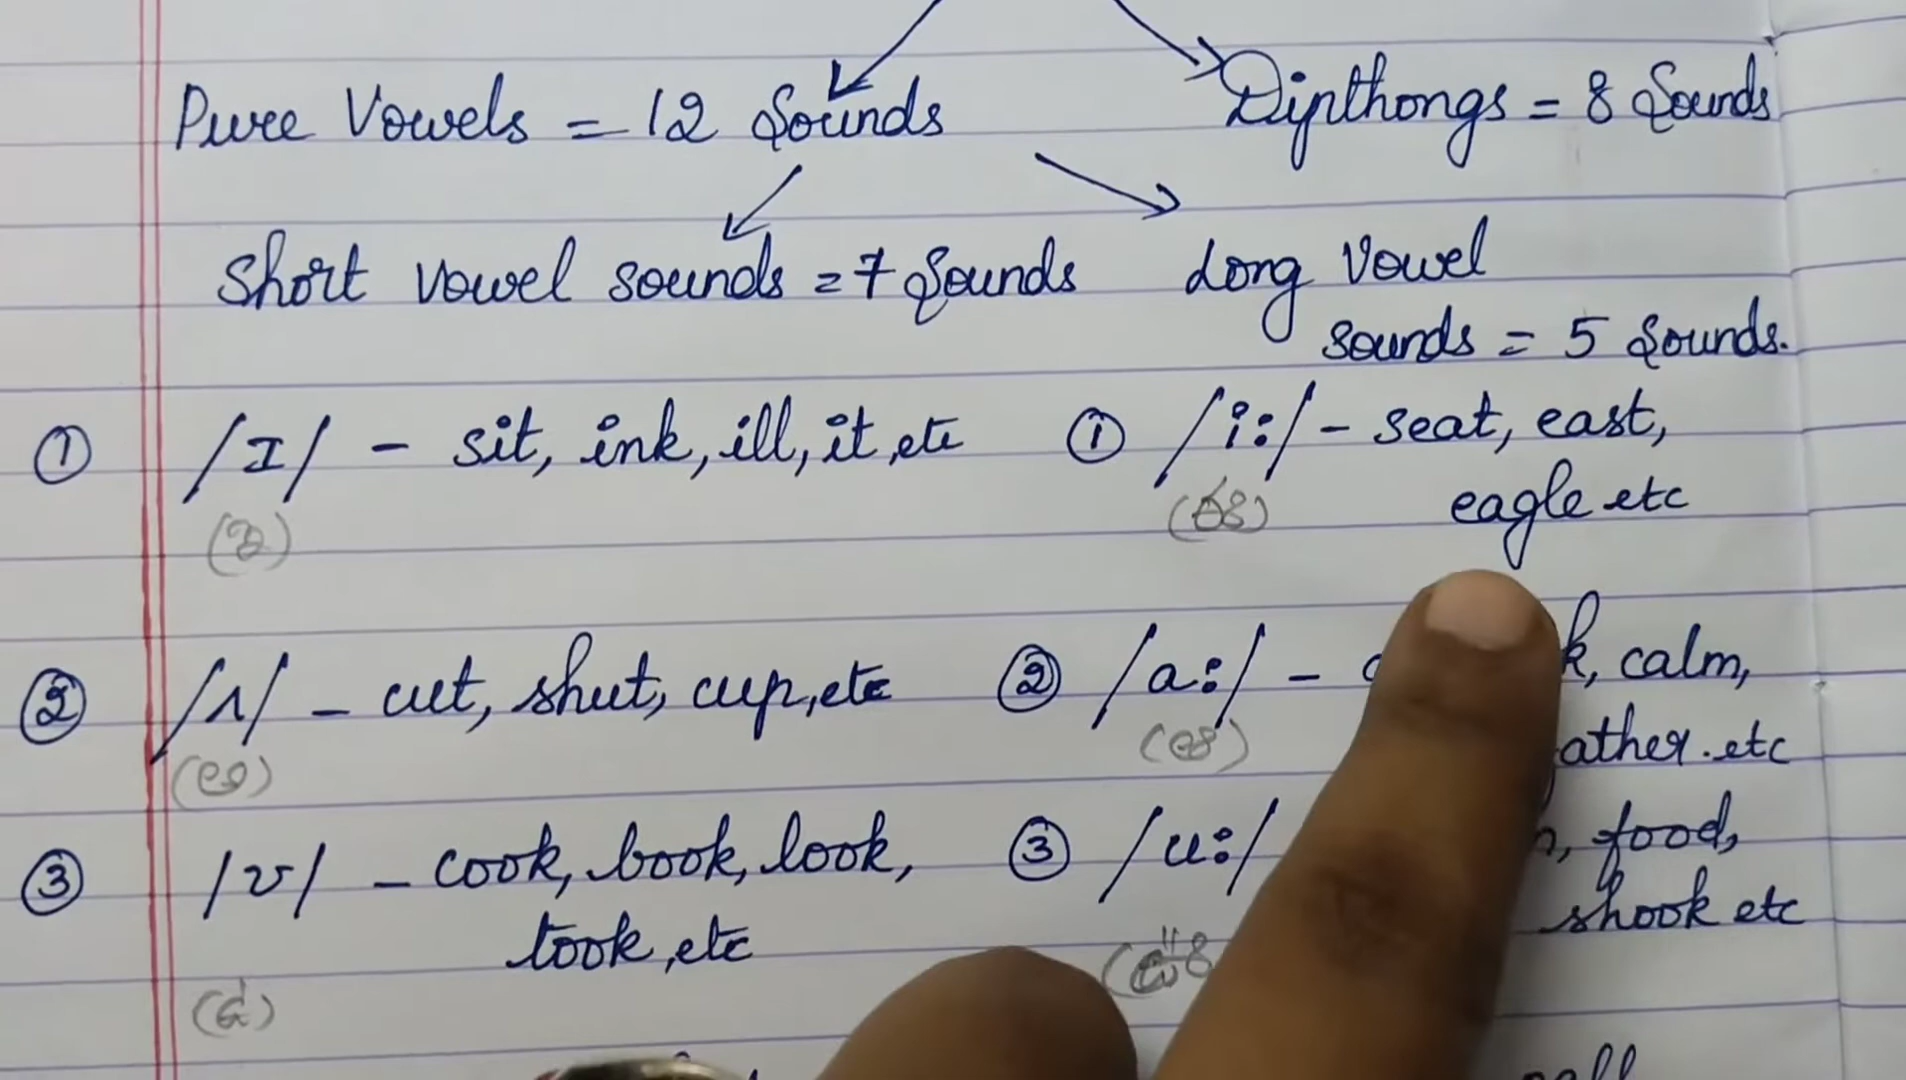 Pure Vowels = 12 Sounds
Dipthongs = 8 Sounds
Short vowel sounds = 7 Sounds
Long Vowel
sounds = 5 Sounds.
① /ɪ/ - sit, ink, ill, it, etc
① /i:/ - seat, east,
eagle etc
② /ʌ/ - cut, shut, cup, etc
② /a:/ - calm,
etc
③ /ʊ/ - cook, book, look,
took, etc
③ /u:/ food,
shook etc